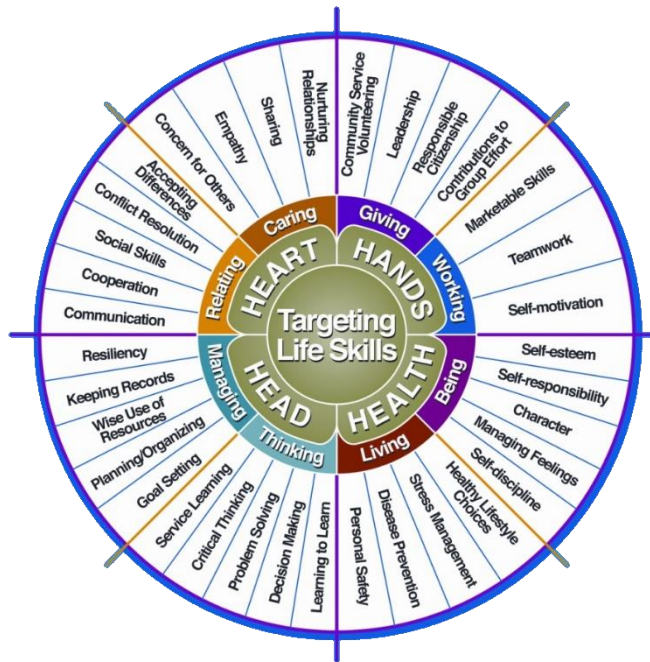 Targeting
Life Skills
HEART
HANDS
HEALTH
HEAD
Caring
Giving
Working
Being
Living
Thinking
Managing
Relating
Nurturing
Relationships
Sharing
Empathy
Concern for Others
Accepting
Differences
Conflict Resolution
Social Skills
Cooperation
Communication
Community Service
Volunteering
Leadership
Responsible
Citizenship
Contributions to
Group Effort
Marketable Skills
Teamwork
Self-motivation
Self-esteem
Self-responsibility
Character
Managing Feelings
Self-discipline
Healthy Lifestyle
Choices
Stress Management
Disease Prevention
Personal Safety
Learning to Learn
Decision Making
Problem Solving
Critical Thinking
Service Learning
Goal Setting
Planning/Organizing
Wise Use of
Resources
Keeping Records
Resiliency